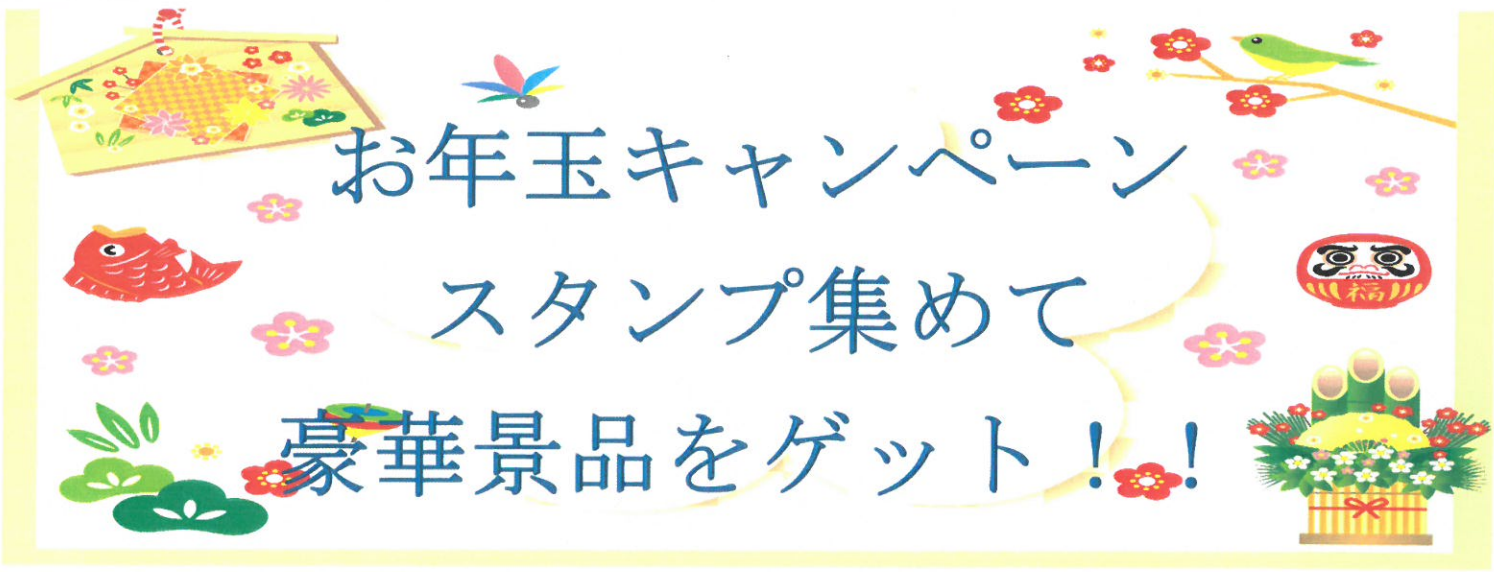 お年玉キャンペーン
スタンプ集めて
福
豪華景品をゲット！！